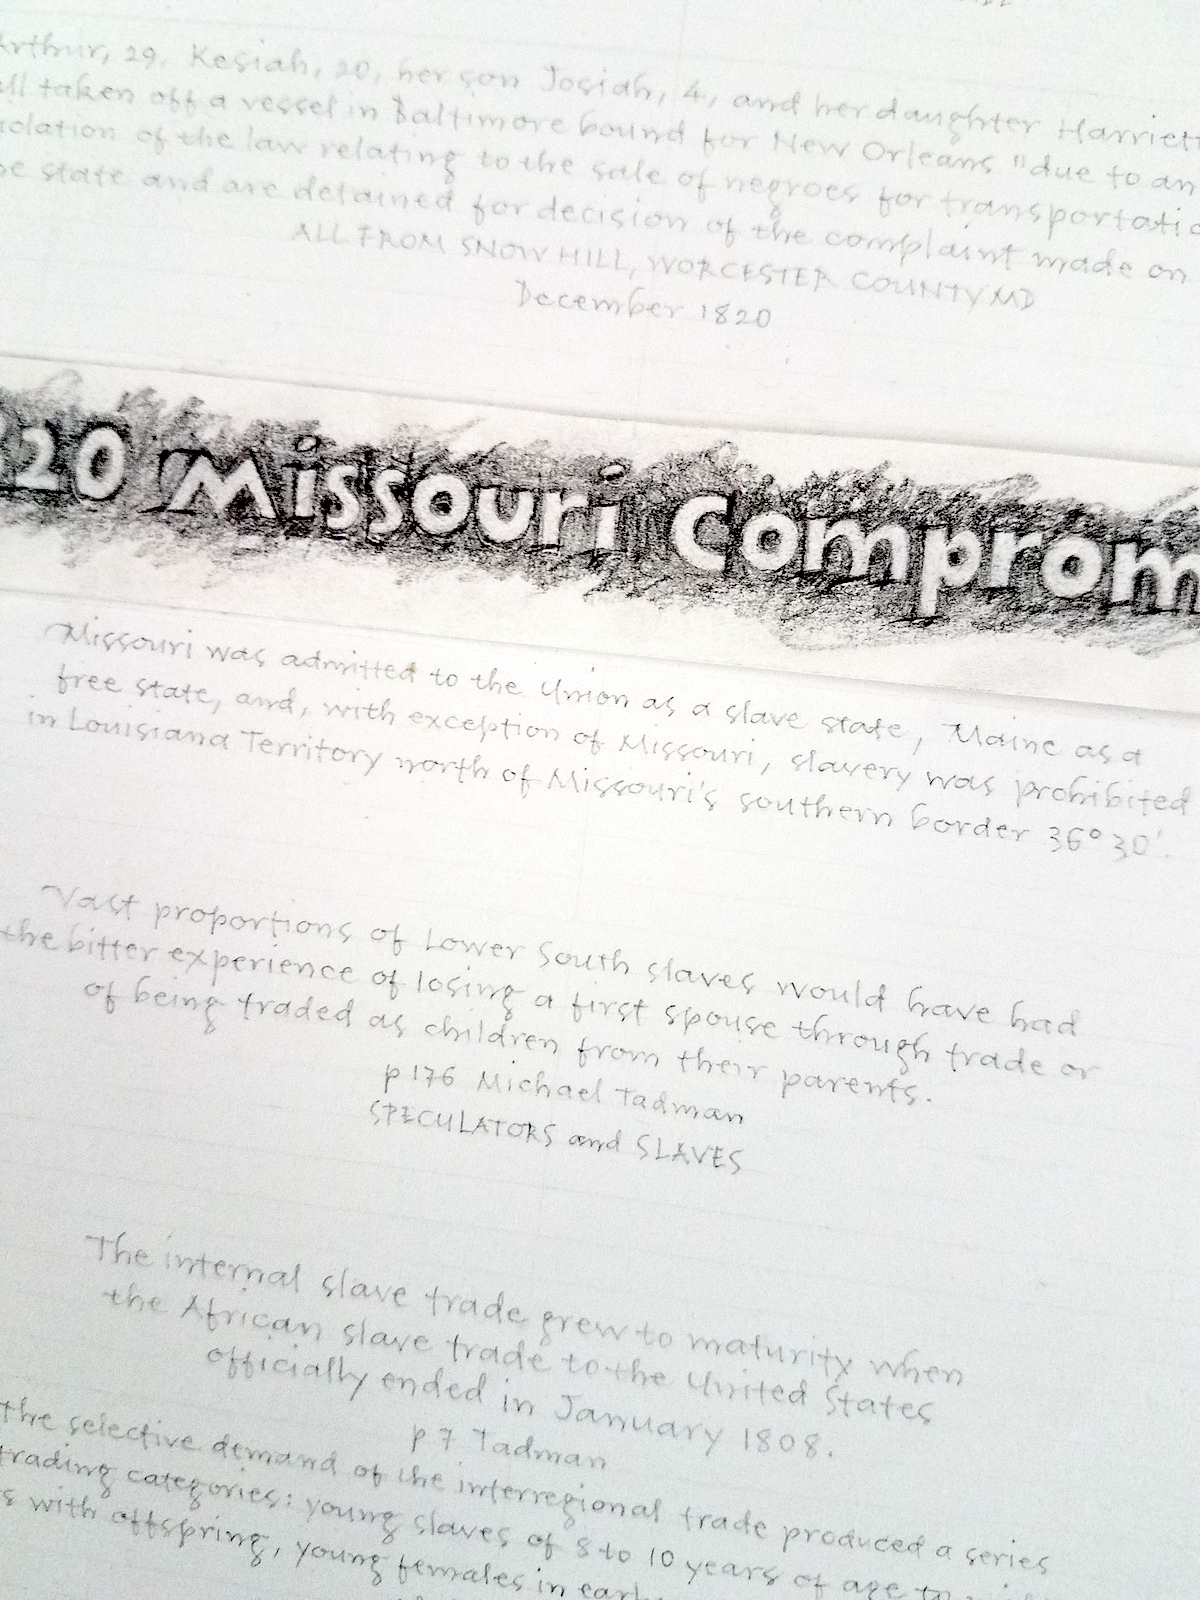 Arthur, 29, Kesiah, 20, her son Josiah, 4, and her daughter Harriett
all taken off a vessel in Baltimore bound for New Orleans "due to an
violation of the law relating to the sale of negroes for transportatio
he state and are detained for decision of the complaint made on
ALL FROM SNOW HILL, WORCESTER COUNTY MD
December 1820
820 Missouri Comprom
Missouri was admitted to the Union as a slave state, Maine as a
free state, and, with exception of Missouri, slavery was prohibited
in Louisiana Territory north of Missouri's southern border 36° 30'.
Vast proportions of Lower South slaves would have had
the bitter experience of losing a first spouse through trade or
of being traded as children from their parents.
p 176 Michael Tadman
SPECULATORS and SLAVES
The internal slave trade grew to maturity when
the African slave trade to the United States
officially ended in January 1808.
p 7 Tadman
the selective demand of the interregional trade produced a series
trading categories: young slaves of 8 to 10 years of age to
s with offspring, young females in earl